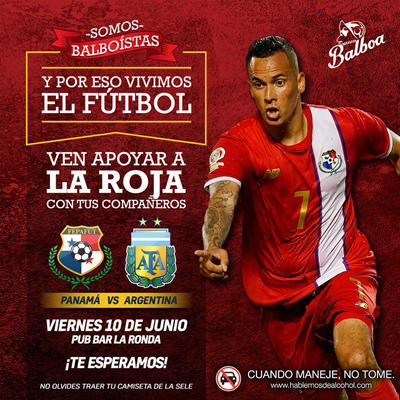 -SOMOS-
BALBOÍSTAS
Y POR ESO VIVIMOS
EL FÚTBOL
VEN APOYAR A
LA ROJA
CON TUS COMPAÑEROS
FEPAFUT
AFA
PANAMÁ VS ARGENTINA
VIERNES 10 DE JUNIO
PUB BAR LA RONDA
¡TE ESPERAMOS!
NO OLVIDES TRAER TU CAMISETA DE LA SELE
Balboa
7
CUANDO MANEJE, NO TOME.
www.hablemosdealcohol.com